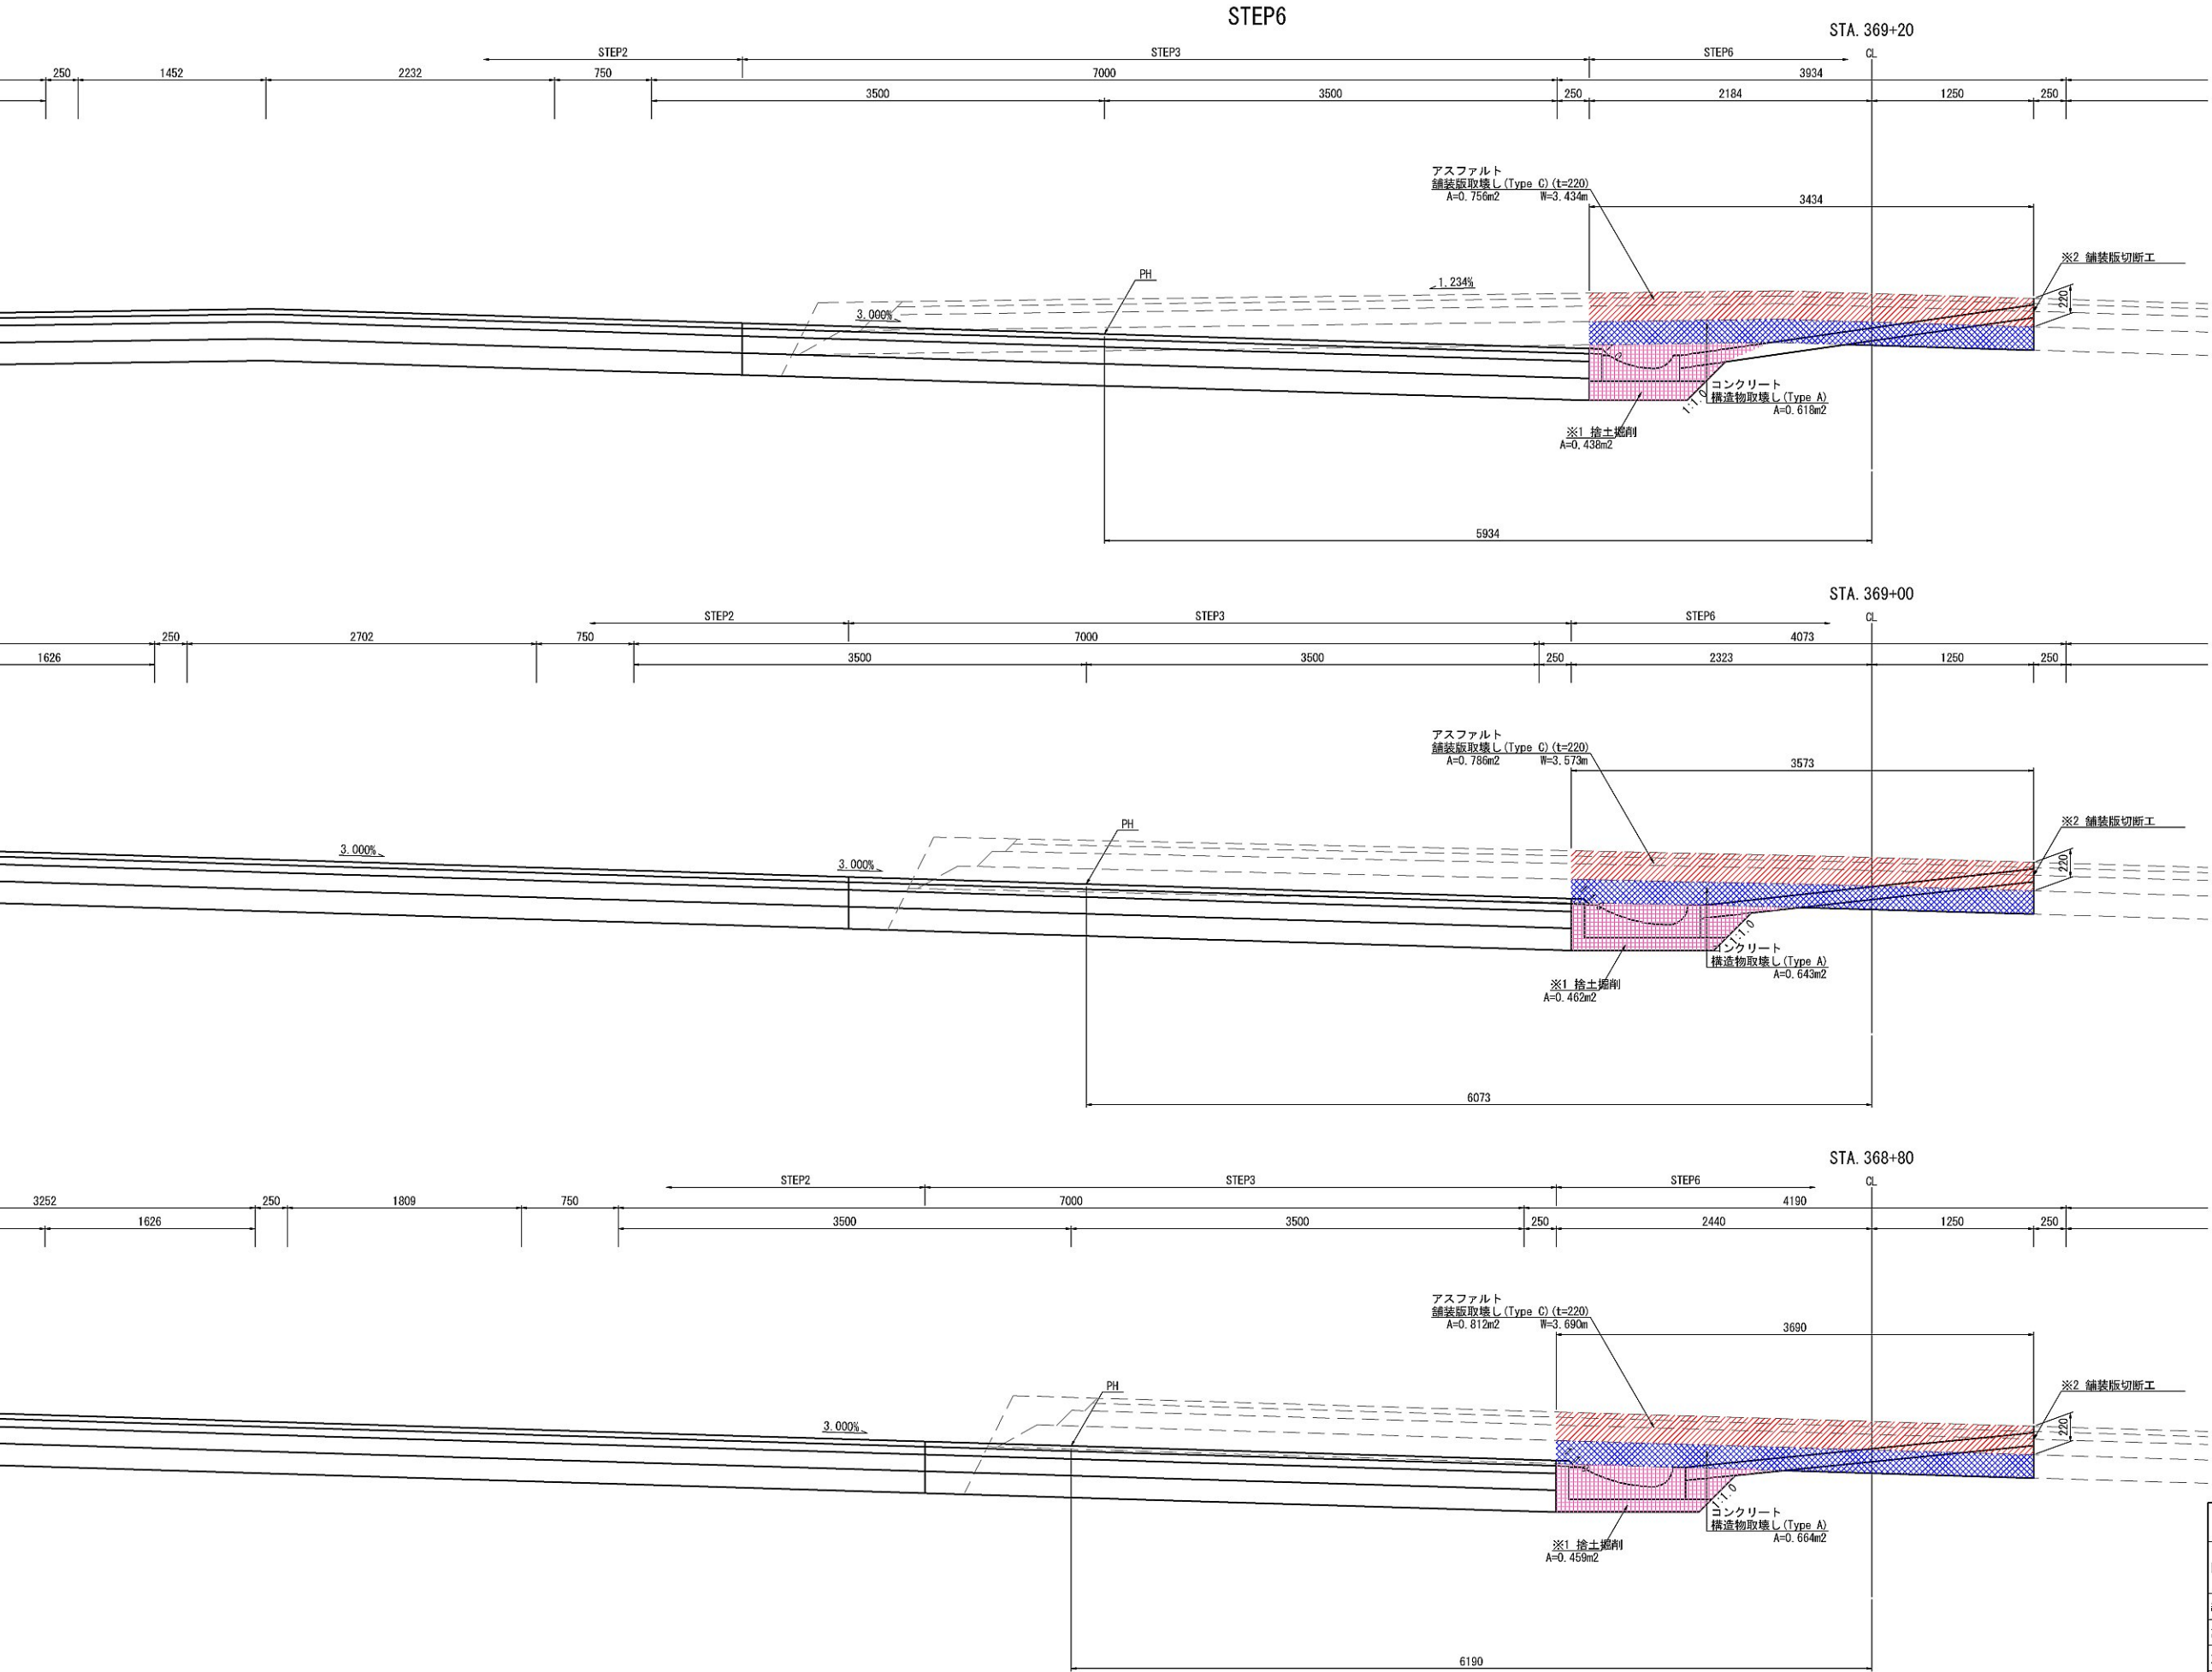 STEP6
STA. 369+20
STEP2 STEP3 STEP6 CL
250 1452 2232 750 7000 3934
3500 3500 250 2184 1250 250
アスファルト
舗装版取壊し(Type C)(t=220)
A=0.756m2 W=3.434m
3434
※2 舗装版切断工
PH
1.234%
220
3.000%
コンクリート
構造物取壊し(Type A)
A=0.618m2
1:1.0
※1 捨土掘削
A=0.438m2
5934
STA. 369+00
STEP2 STEP3 STEP6 CL
250 2702 750 7000 4073
1626 3500 3500 250 2323 1250 250
アスファルト
舗装版取壊し(Type C)(t=220)
A=0.786m2 W=3.573m
3573
※2 舗装版切断工
PH
220
3.000%
3.000%
1:1.0
コンクリート
構造物取壊し(Type A)
A=0.643m2
※1 捨土掘削
A=0.462m2
6073
STA. 368+80
STEP2 STEP3 STEP6 CL
3252 250 1809 750 7000 4190
1626 3500 3500 250 2440 1250 250
アスファルト
舗装版取壊し(Type C)(t=220)
A=0.812m2 W=3.690m
3690
※2 舗装版切断工
PH
220
3.000%
1:1.0
コンクリート
構造物取壊し(Type A)
A=0.664m2
※1 捨土掘削
A=0.459m2
6190